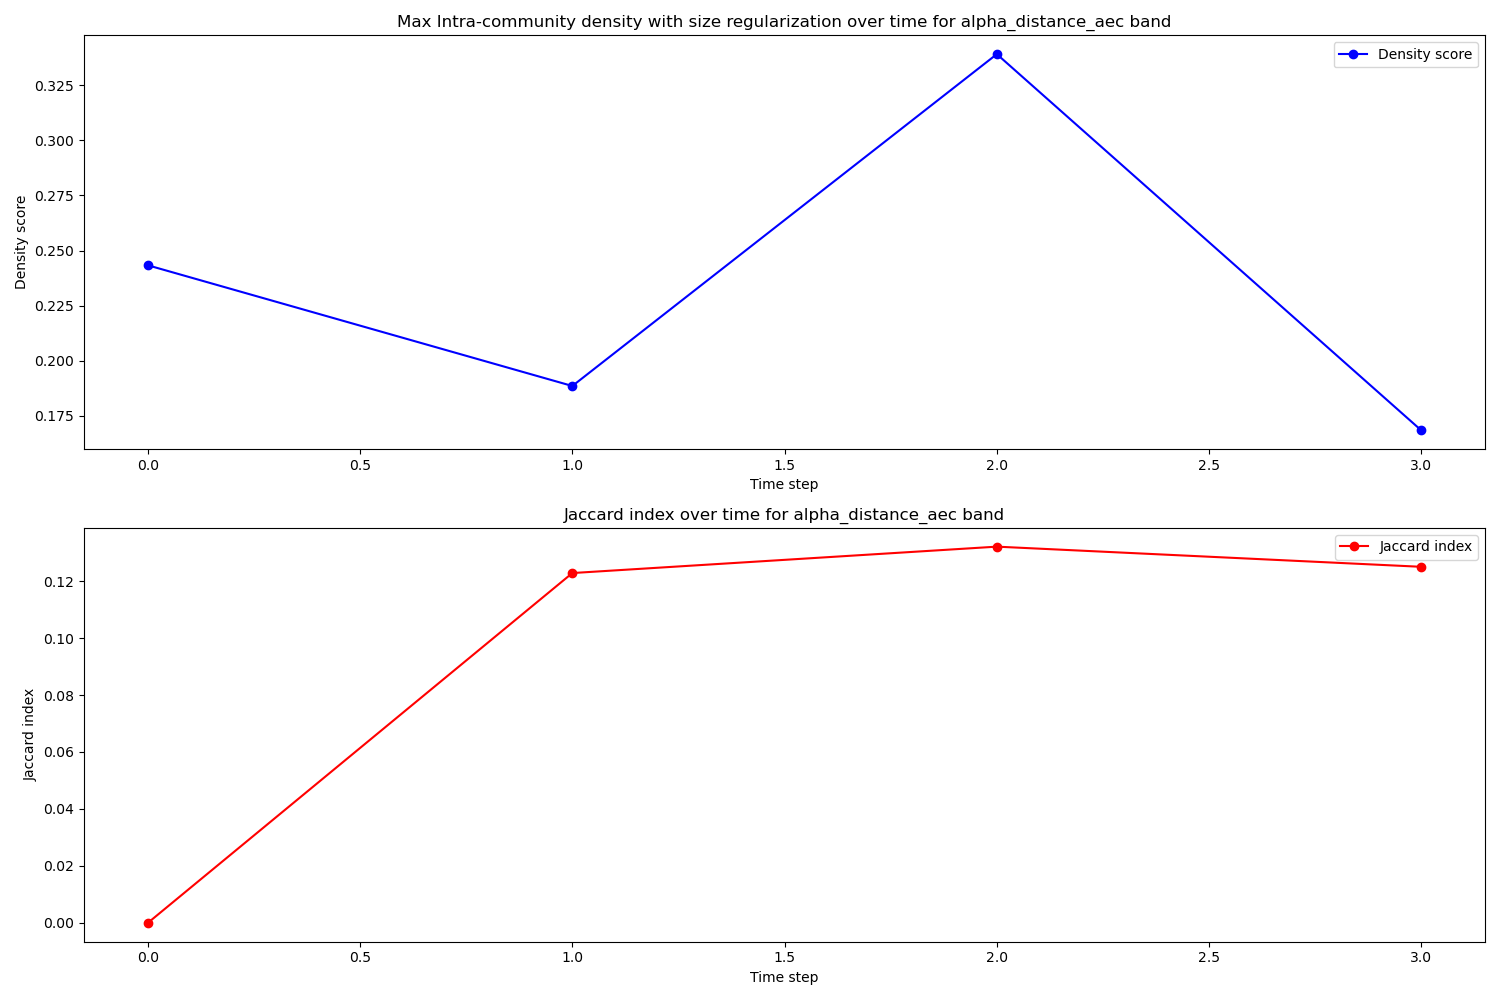 Max Intra-community density with size regularization over time for alpha_distance_aec band
Density score
0.325
0.300
0.275
0.250
0.225
0.200
0.175
Density score
0.0 0.5 1.0 1.5 2.0 2.5 3.0
Time step
Jaccard index over time for alpha_distance_aec band
Jaccard index
0.12
0.10
0.08
0.06
0.04
0.02
0.00
Jaccard index
0.0 0.5 1.0 1.5 2.0 2.5 3.0
Time step